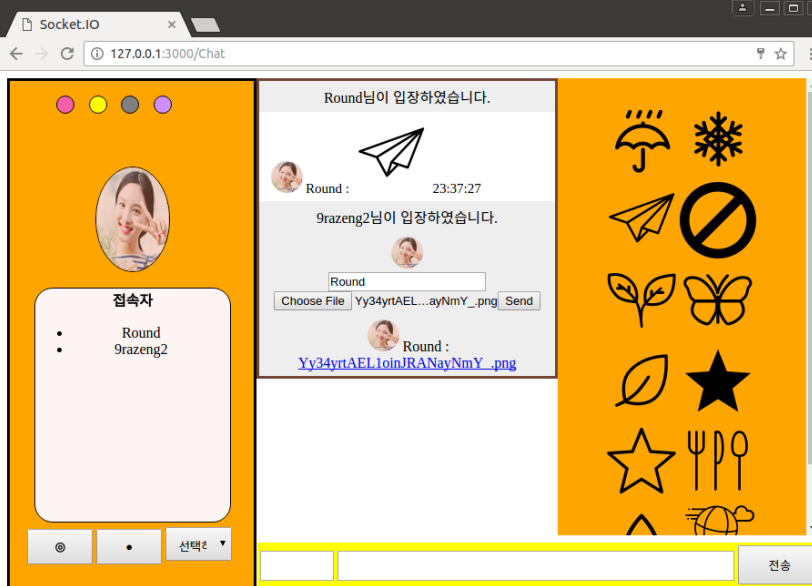 Socket.IO
127.0.0.1:3000/Chat
접속자
Round
9razeng2
선택
Round님이 입장하였습니다.
Round : 23:37:27
9razeng2님이 입장하였습니다.
Round
Choose File Yy34yrtAEL…ayNmY_.png Send
Round :
Yy34yrtAEL1oinJRANayNmY_.png
전송